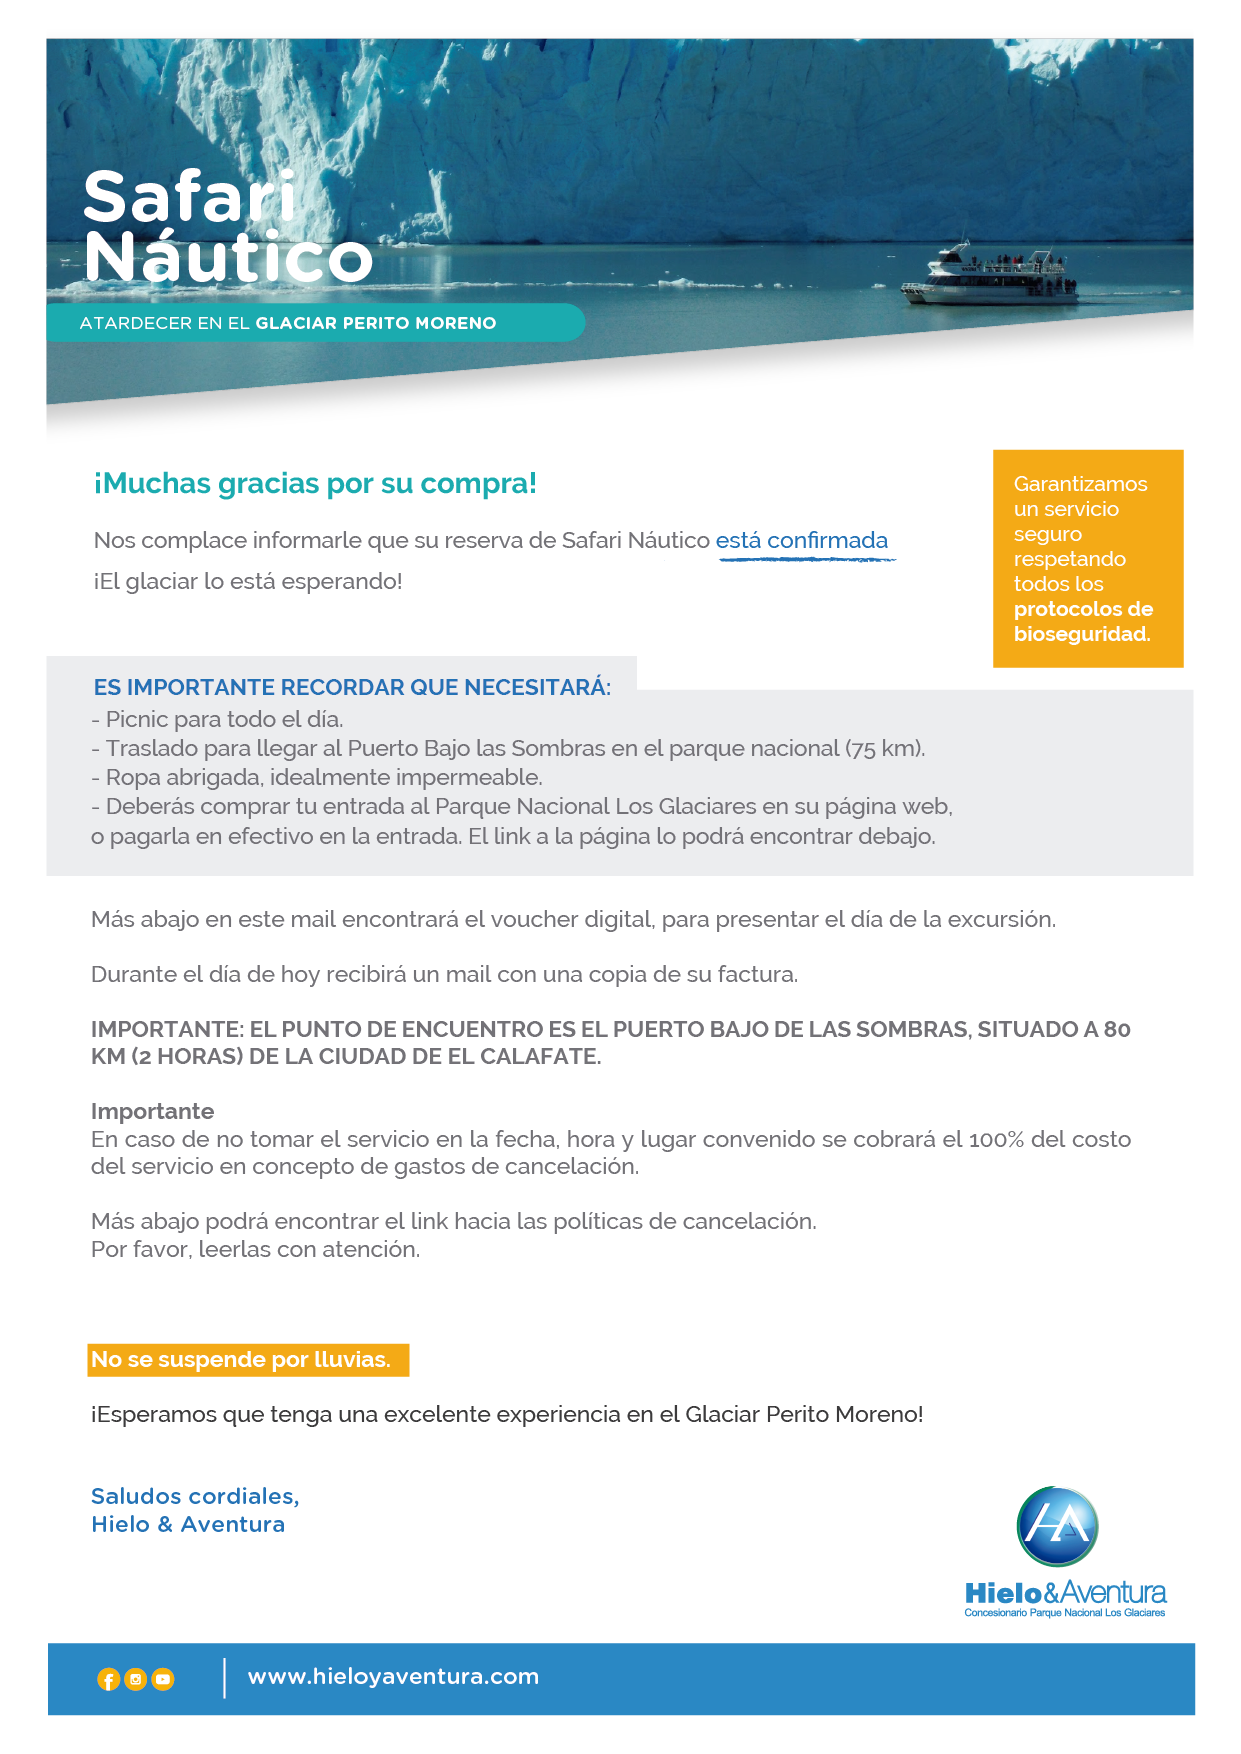 Safari
Náutico
ATARDECER EN EL GLACIAR PERITO MORENO
¡Muchas gracias por su compra!
Nos complace informarle que su reserva de Safari Náutico está confirmada
¡El glaciar lo está esperando!
Garantizamos
un servicio
seguro
respetando
todos los
protocolos de
bioseguridad.
ES IMPORTANTE RECORDAR QUE NECESITARÁ:
- Picnic para todo el día.
- Traslado para llegar al Puerto Bajo las Sombras en el parque nacional (75 km).
- Ropa abrigada, idealmente impermeable.
- Deberás comprar tu entrada al Parque Nacional Los Glaciares en su página web,
o pagarla en efectivo en la entrada. El link a la página lo podrá encontrar debajo.
Más abajo en este mail encontrará el voucher digital, para presentar el día de la excursión.
Durante el día de hoy recibirá un mail con una copia de su factura.
IMPORTANTE: EL PUNTO DE ENCUENTRO ES EL PUERTO BAJO DE LAS SOMBRAS, SITUADO A 80
KM (2 HORAS) DE LA CIUDAD DE EL CALAFATE.
Importante
En caso de no tomar el servicio en la fecha, hora y lugar convenido se cobrará el 100% del costo
del servicio en concepto de gastos de cancelación.
Más abajo podrá encontrar el link hacia las políticas de cancelación.
Por favor, leerlas con atención.
No se suspende por lluvias.
¡Esperamos que tenga una excelente experiencia en el Glaciar Perito Moreno!
Saludos cordiales,
Hielo & Aventura
HA
Hielo&Aventura
Concesionario Parque Nacional Los Glaciares
www.hieloyaventura.com